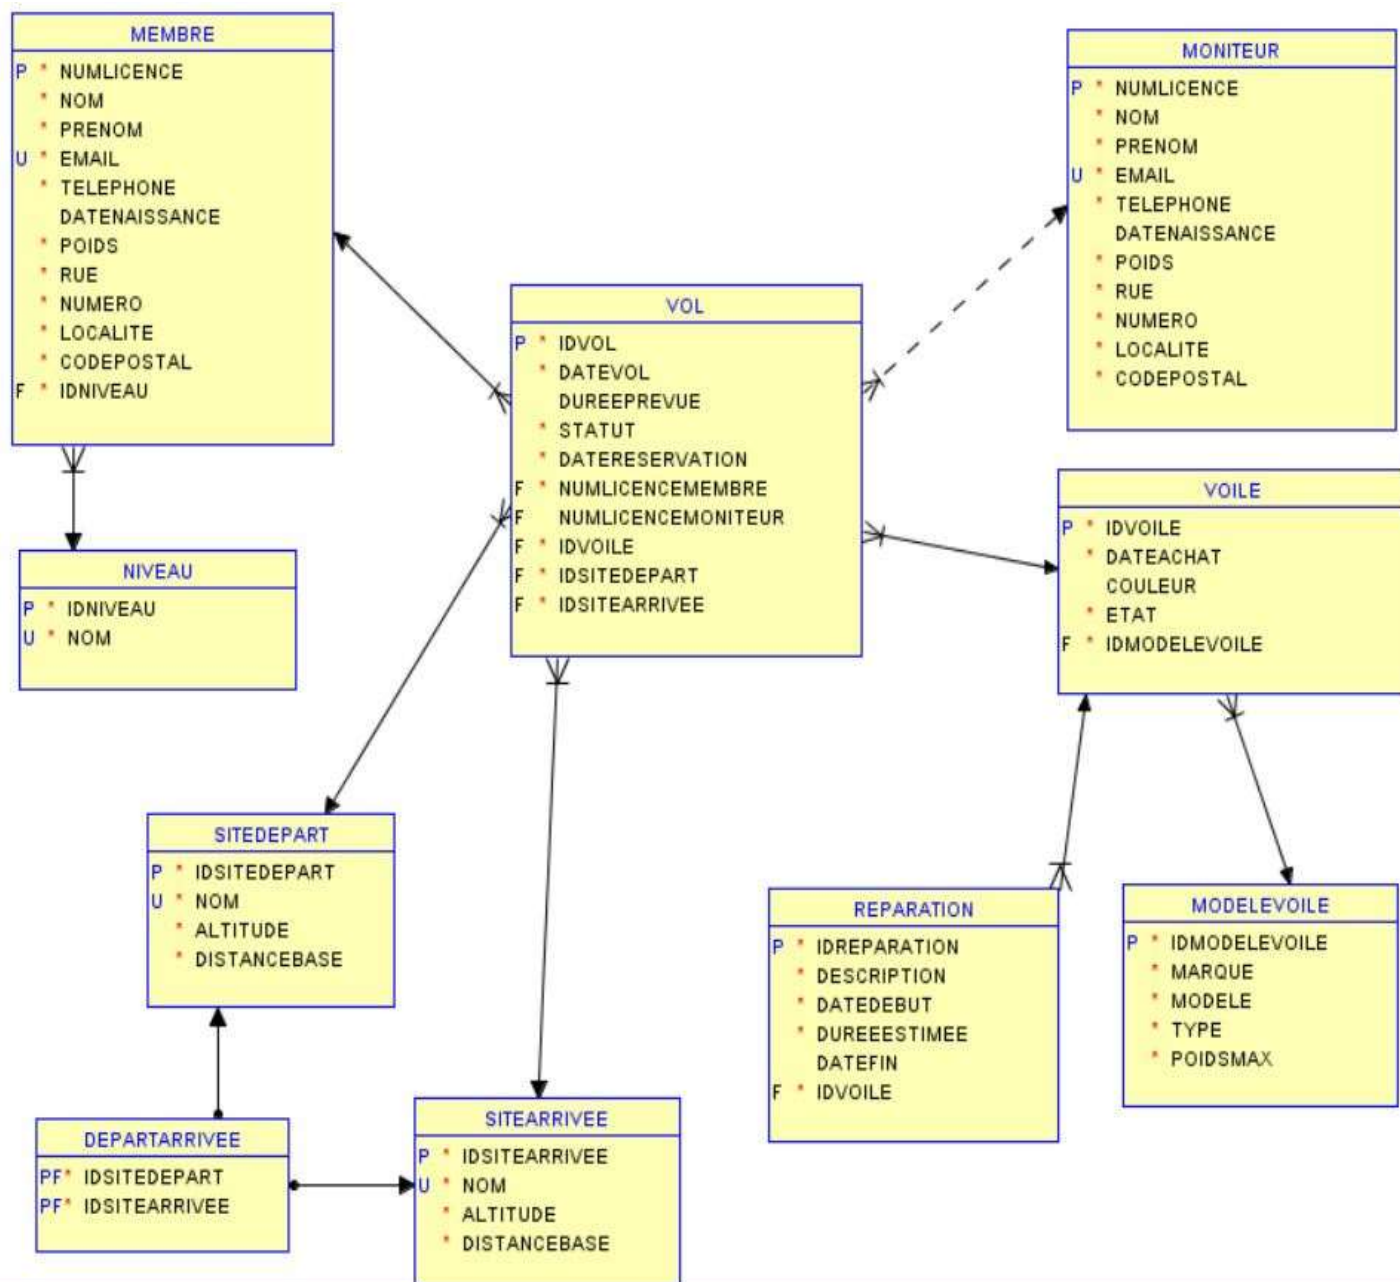 MEMBRE
P * NUMLICENCE
* NOM
* PRENOM
U * EMAIL
* TELEPHONE
DATENAISSANCE
* POIDS
* RUE
* NUMERO
* LOCALITE
* CODEPOSTAL
F * IDNIVEAU
MONITEUR
P * NUMLICENCE
* NOM
* PRENOM
U * EMAIL
* TELEPHONE
DATENAISSANCE
* POIDS
* RUE
* NUMERO
* LOCALITE
* CODEPOSTAL
VOL
P * IDVOL
* DATEVOL
DUREEPREVUE
* STATUT
* DATERESERVATION
F * NUMLICENCEMEMBRE
F NUMLICENCEMONITEUR
F * IDVOILE
F * IDSITEDEPART
F * IDSITEARRIVEE
VOILE
P * IDVOILE
* DATEACHAT
COULEUR
* ETAT
F * IDMODELEVOILE
NIVEAU
P * IDNIVEAU
U * NOM
SITEDEPART
P * IDSITEDEPART
U * NOM
* ALTITUDE
* DISTANCEBASE
REPARATION
P * IDREPARATION
* DESCRIPTION
* DATEDEBUT
* DUREEESTIMEE
DATEFIN
F * IDVOILE
MODELEVOILE
P * IDMODELEVOILE
* MARQUE
* MODELE
* TYPE
* POIDSMAX
DEPARTARRIVEE
PF* IDSITEDEPART
PF* IDSITEARRIVEE
SITEARRIVEE
P * IDSITEARRIVEE
U * NOM
* ALTITUDE
* DISTANCEBASE